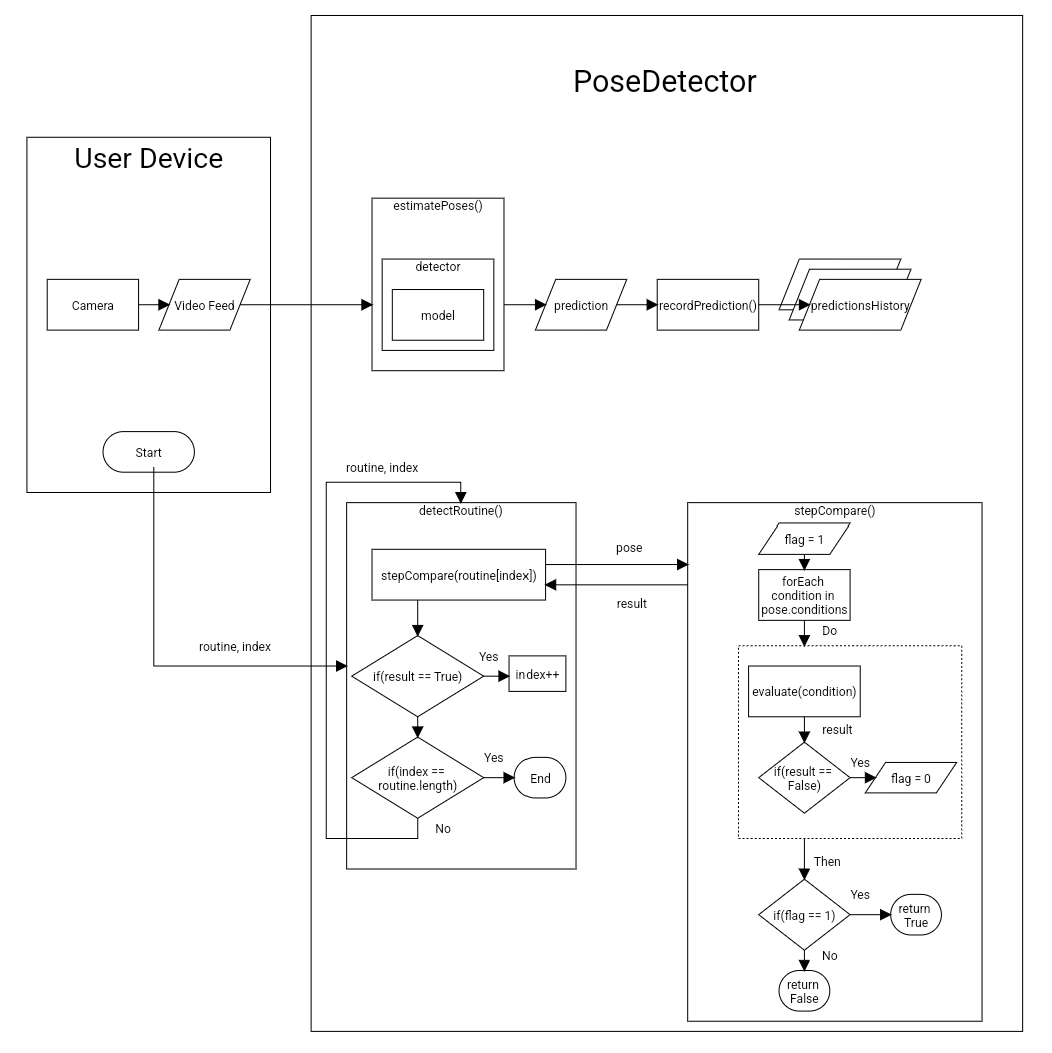 PoseDetector
User Device
estimatePoses()
detector
model
Camera
Video Feed
prediction
recordPrediction()
predictionsHistory
Start
routine, index
detectRoutine()
stepCompare(routine[index])
pose
result
routine, index
if(result == True)
Yes
index++
if(index ==
routine.length)
Yes
End
No
stepCompare()
flag = 1
forEach
condition in
pose.conditions
Do
evaluate(condition)
result
if(result ==
False)
Yes
flag = 0
Then
if(flag == 1)
Yes
return
True
No
return
False